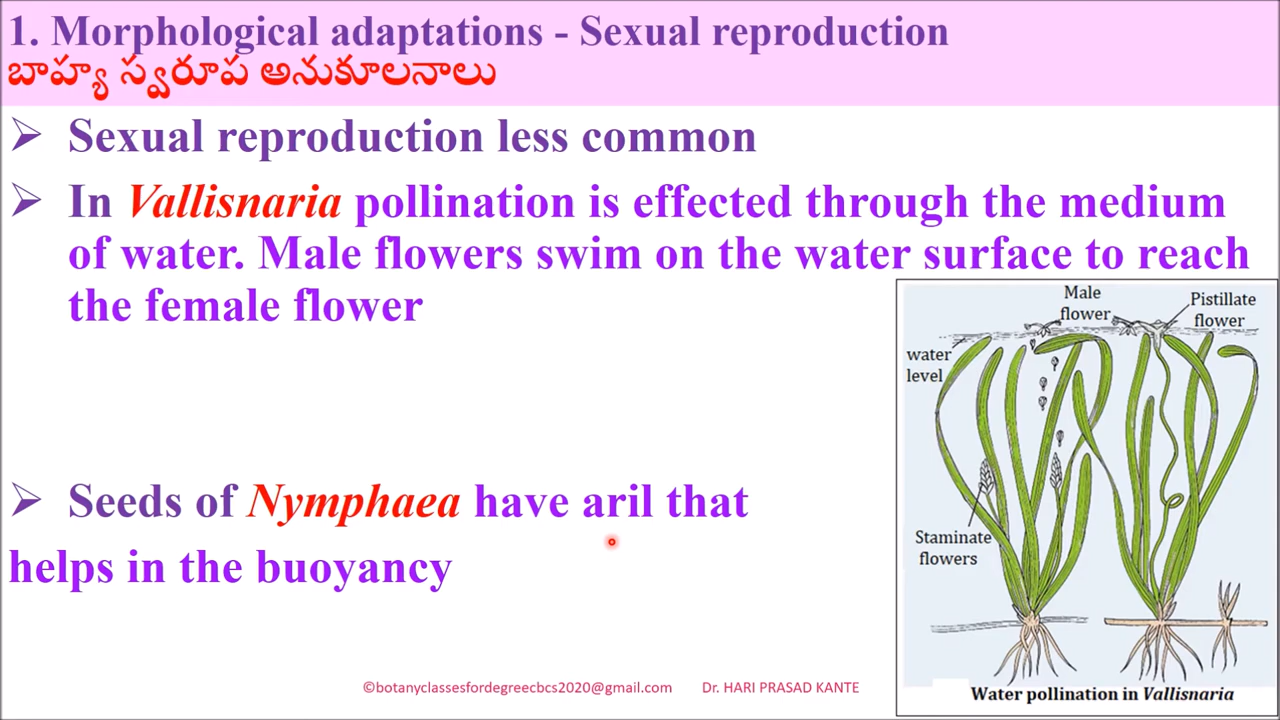 1. Morphological adaptations - Sexual reproduction
బాహ్య స్వరూప అనుకూలనాలు
➢ Sexual reproduction less common
➢ In Vallisnaria pollination is effected through the medium
of water. Male flowers swim on the water surface to reach
the female flower
➢ Seeds of Nymphaea have aril that
helps in the buoyancy
Male
flower
Pistillate
flower
water
level
Staminate
flowers
Water pollination in Vallisnaria
©botanyclassesfordegreecbcs2020@gmail.com Dr. HARI PRASAD KANTE